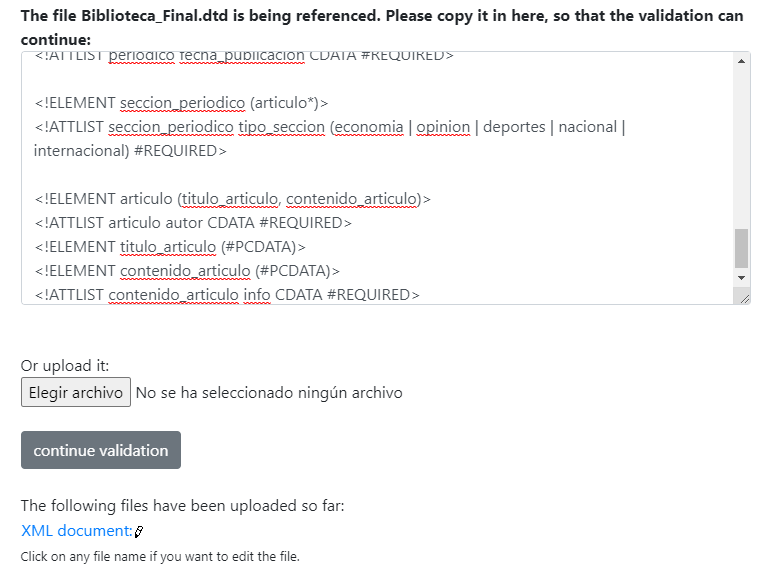 The file Biblioteca_Final.dtd is being referenced. Please copy it in here, so that the validation can
continue:
<!ATTLIST periodico fecha_publicacion CDATA #REQUIRED>
<!ELEMENT seccion_periodico (articulo*)>
<!ATTLIST seccion_periodico tipo_seccion (economia | opinion | deportes | nacional |
internacional) #REQUIRED>
<!ELEMENT articulo (titulo_articulo, contenido_articulo)>
<!ATTLIST articulo autor CDATA #REQUIRED>
<!ELEMENT titulo_articulo (#PCDATA)>
<!ELEMENT contenido_articulo (#PCDATA)>
<!ATTLIST contenido_articulo info CDATA #REQUIRED>
Or upload it:
Elegir archivo No se ha seleccionado ningún archivo
continue validation
The following files have been uploaded so far:
XML document:
Click on any file name if you want to edit the file.